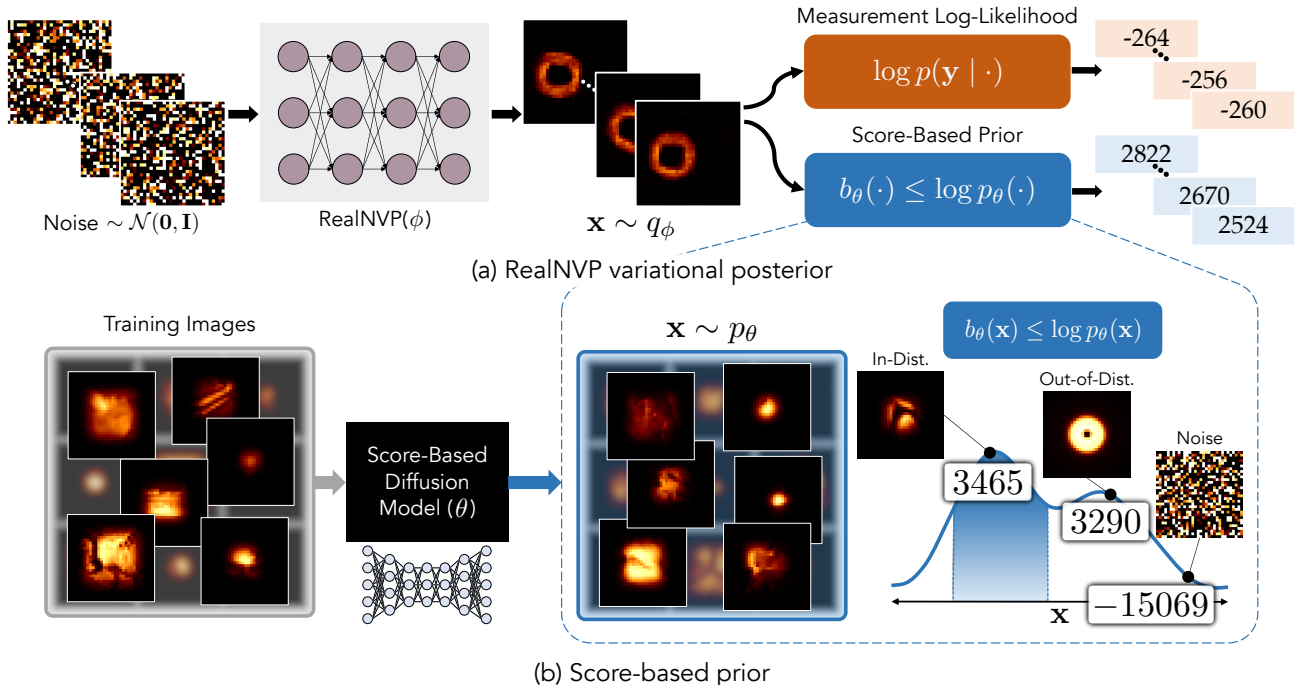 Measurement Log-Likelihood
log p(y | ·)
-264
-256
-260
Score-Based Prior
b_θ(·) ≤ log p_θ(·)
2822
2670
2524
Noise ∼ 𝒩(0, I)
RealNVP(ϕ)
x ∼ q_ϕ
(a) RealNVP variational posterior
Training Images
Score-Based
Diffusion
Model (θ)
x ∼ p_θ
b_θ(x) ≤ log p_θ(x)
In-Dist.
Out-of-Dist.
Noise
3465
3290
−15069
x
(b) Score-based prior